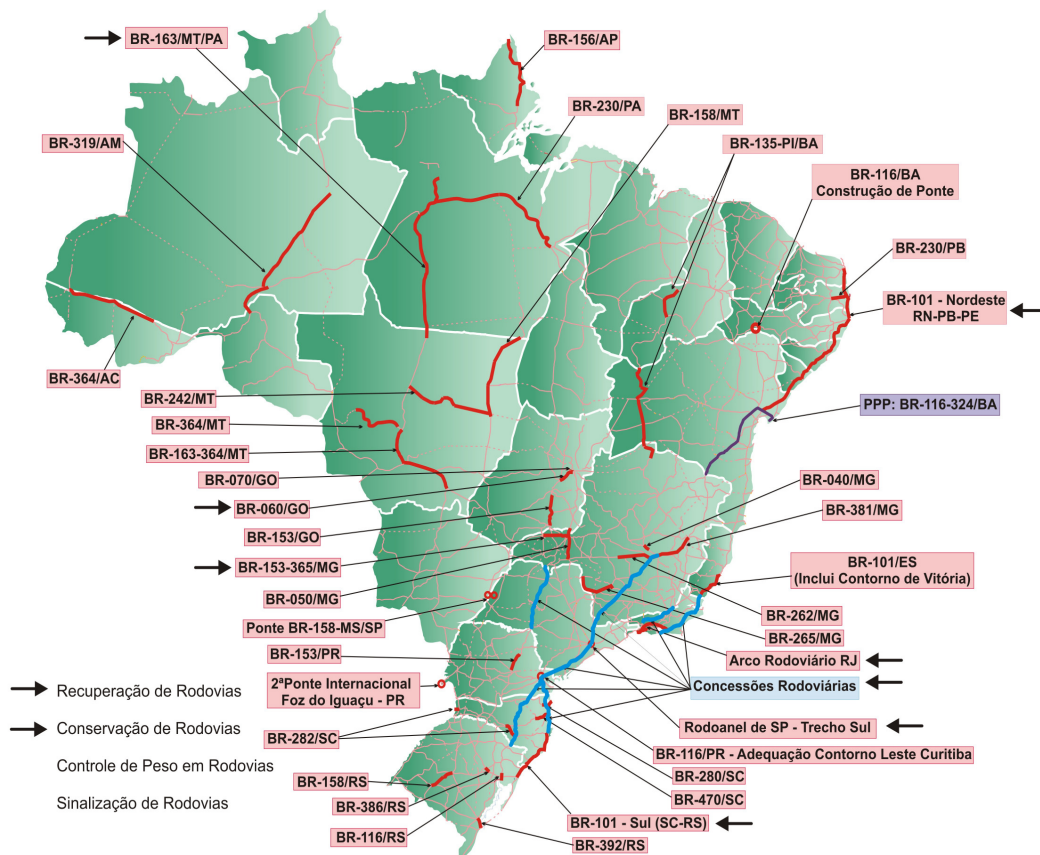 BR-163/MT/PA
BR-156/AP
BR-230/PA
BR-158/MT
BR-319/AM
BR-135-PI/BA
BR-116/BA
Construção de Ponte
BR-230/PB
BR-101 - Nordeste
RN-PB-PE
BR-364/AC
BR-242/MT
PPP: BR-116-324/BA
BR-364/MT
BR-163-364/MT
BR-070/GO
BR-040/MG
BR-060/GO
BR-381/MG
BR-153/GO
BR-153-365/MG
BR-101/ES
(Inclui Contorno de Vitória)
BR-050/MG
BR-262/MG
Ponte BR-158-MS/SP
BR-265/MG
BR-153/PR
Arco Rodoviário RJ
2ªPonte Internacional
Foz do Iguaçu - PR
Concessões Rodoviárias
Recuperação de Rodovias
Rodoanel de SP - Trecho Sul
Conservação de Rodovias
BR-282/SC
BR-116/PR - Adequação Contorno Leste Curitiba
Controle de Peso em Rodovias
BR-158/RS
BR-280/SC
Sinalização de Rodovias
BR-386/RS
BR-470/SC
BR-116/RS
BR-101 - Sul (SC-RS)
BR-392/RS